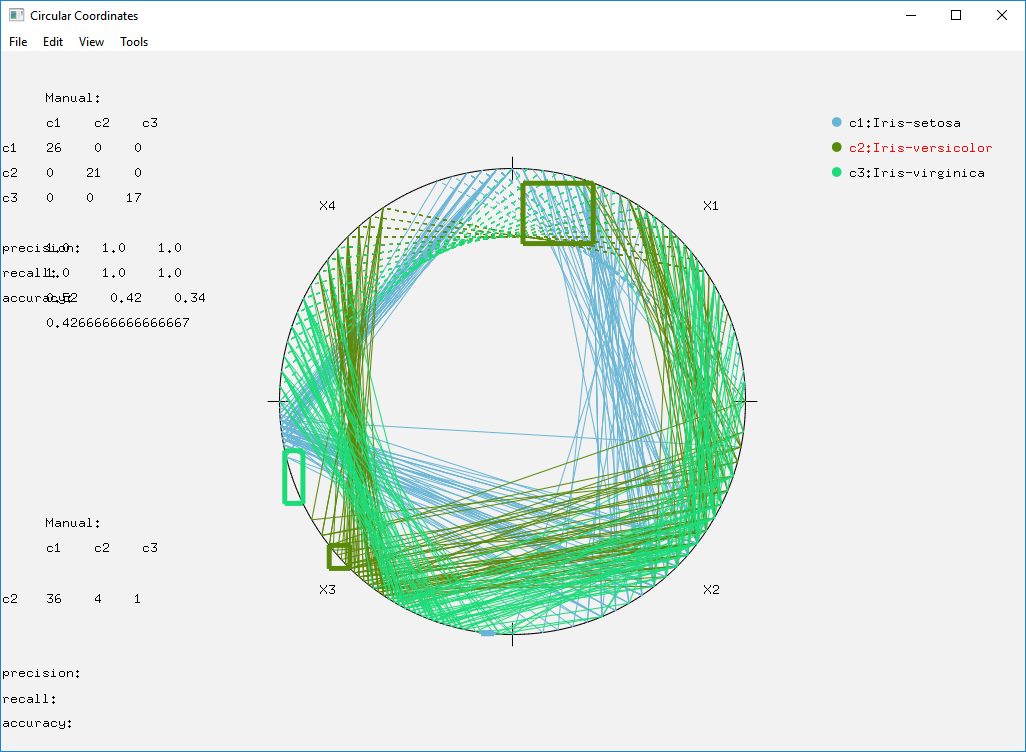 Circular Coordinates
File Edit View Tools
Manual:
c1 c2 c3
c1 26 0 0
c2 0 21 0
c3 0 0 17
precision: 1.0 1.0 1.0
recall: 1.0 1.0 1.0
accuracy: 0.52 0.42 0.34
0.4266666666666667
c1:Iris-setosa
c2:Iris-versicolor
c3:Iris-virginica
X4
X1
X3
X2
Manual:
c1 c2 c3
c2 36 4 1
precision:
recall:
accuracy: